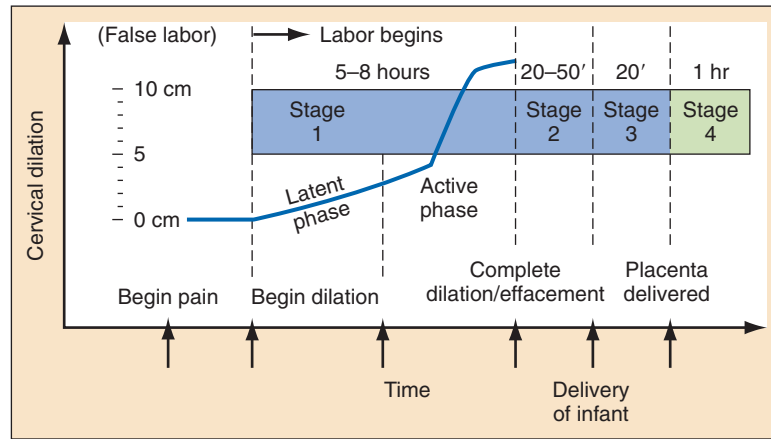 (False labor)
Labor begins
5–8 hours
20–50′
20′
1 hr
10 cm
5
0 cm
Cervical dilation
Stage
1
Stage
2
Stage
3
Stage
4
Latent
phase
Active
phase
Begin pain
Begin dilation
Complete
dilation/effacement
Placenta
delivered
Time
Delivery
of infant